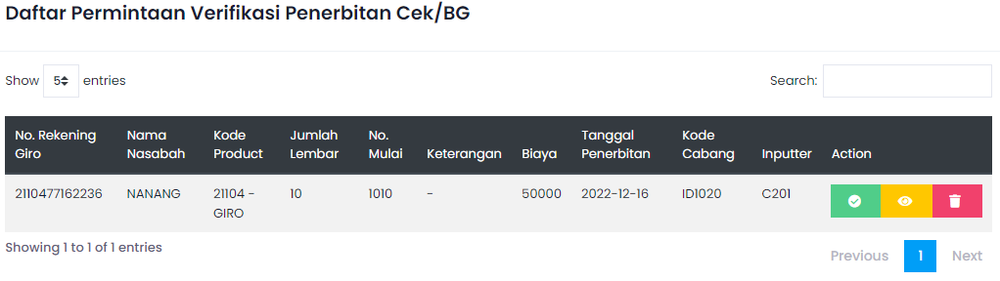 Daftar Permintaan Verifikasi Penerbitan Cek/BG
Show 5 entries Search:
No. Rekening Giro Nama Nasabah Kode Product Jumlah Lembar No. Mulai Keterangan Biaya Tanggal Penerbitan Kode Cabang Inputter Action
2110477162236 NANANG 21104 - GIRO 10 1010 - 50000 2022-12-16 ID1020 C201
Showing 1 to 1 of 1 entries Previous 1 Next